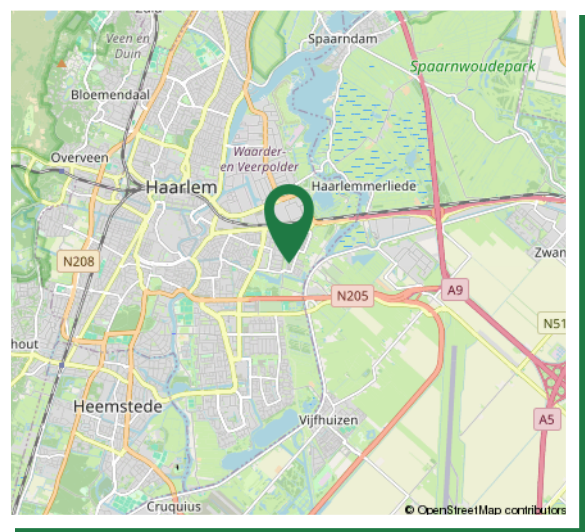 Veen en
Duin
Spaarndam
Spaarnwoudepark
Bloemendaal
Waarder-
en Veerpolder
Overveen
Haarlem
Haarlemmerliede
N208
Zwan
A9
N205
N51
hout
Heemstede
A5
Vijfhuizen
Cruquius
© OpenStreetMap contributors